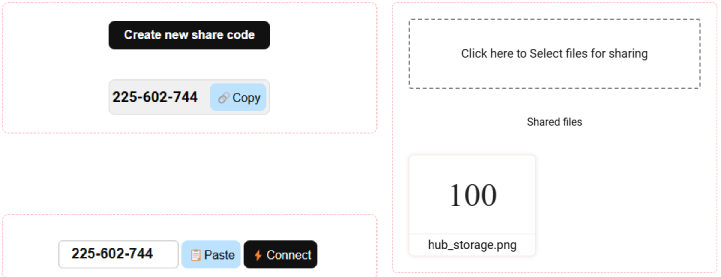 Create new share code
225-602-744
Copy
225-602-744
Paste
Connect
Click here to Select files for sharing
Shared files
100
hub_storage.png